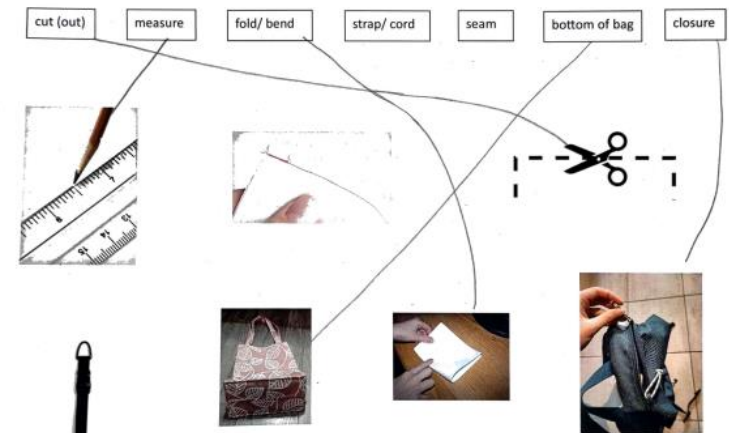 cut (out) measure fold/ bend strap/ cord seam bottom of bag closure